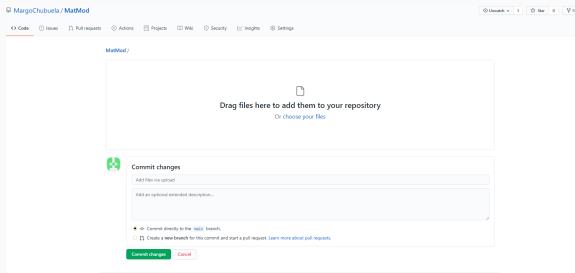 MargoChubuela / MatMod
Unwatch 1 Star 0
Code Issues Pull requests Actions Projects Wiki Security Insights Settings
MatMod /
Drag files here to add them to your repository
Or choose your files
Commit changes
Add files via upload
Add an optional extended description...
Commit directly to the main branch.
Create a new branch for this commit and start a pull request. Learn more about pull requests.
Commit changes Cancel